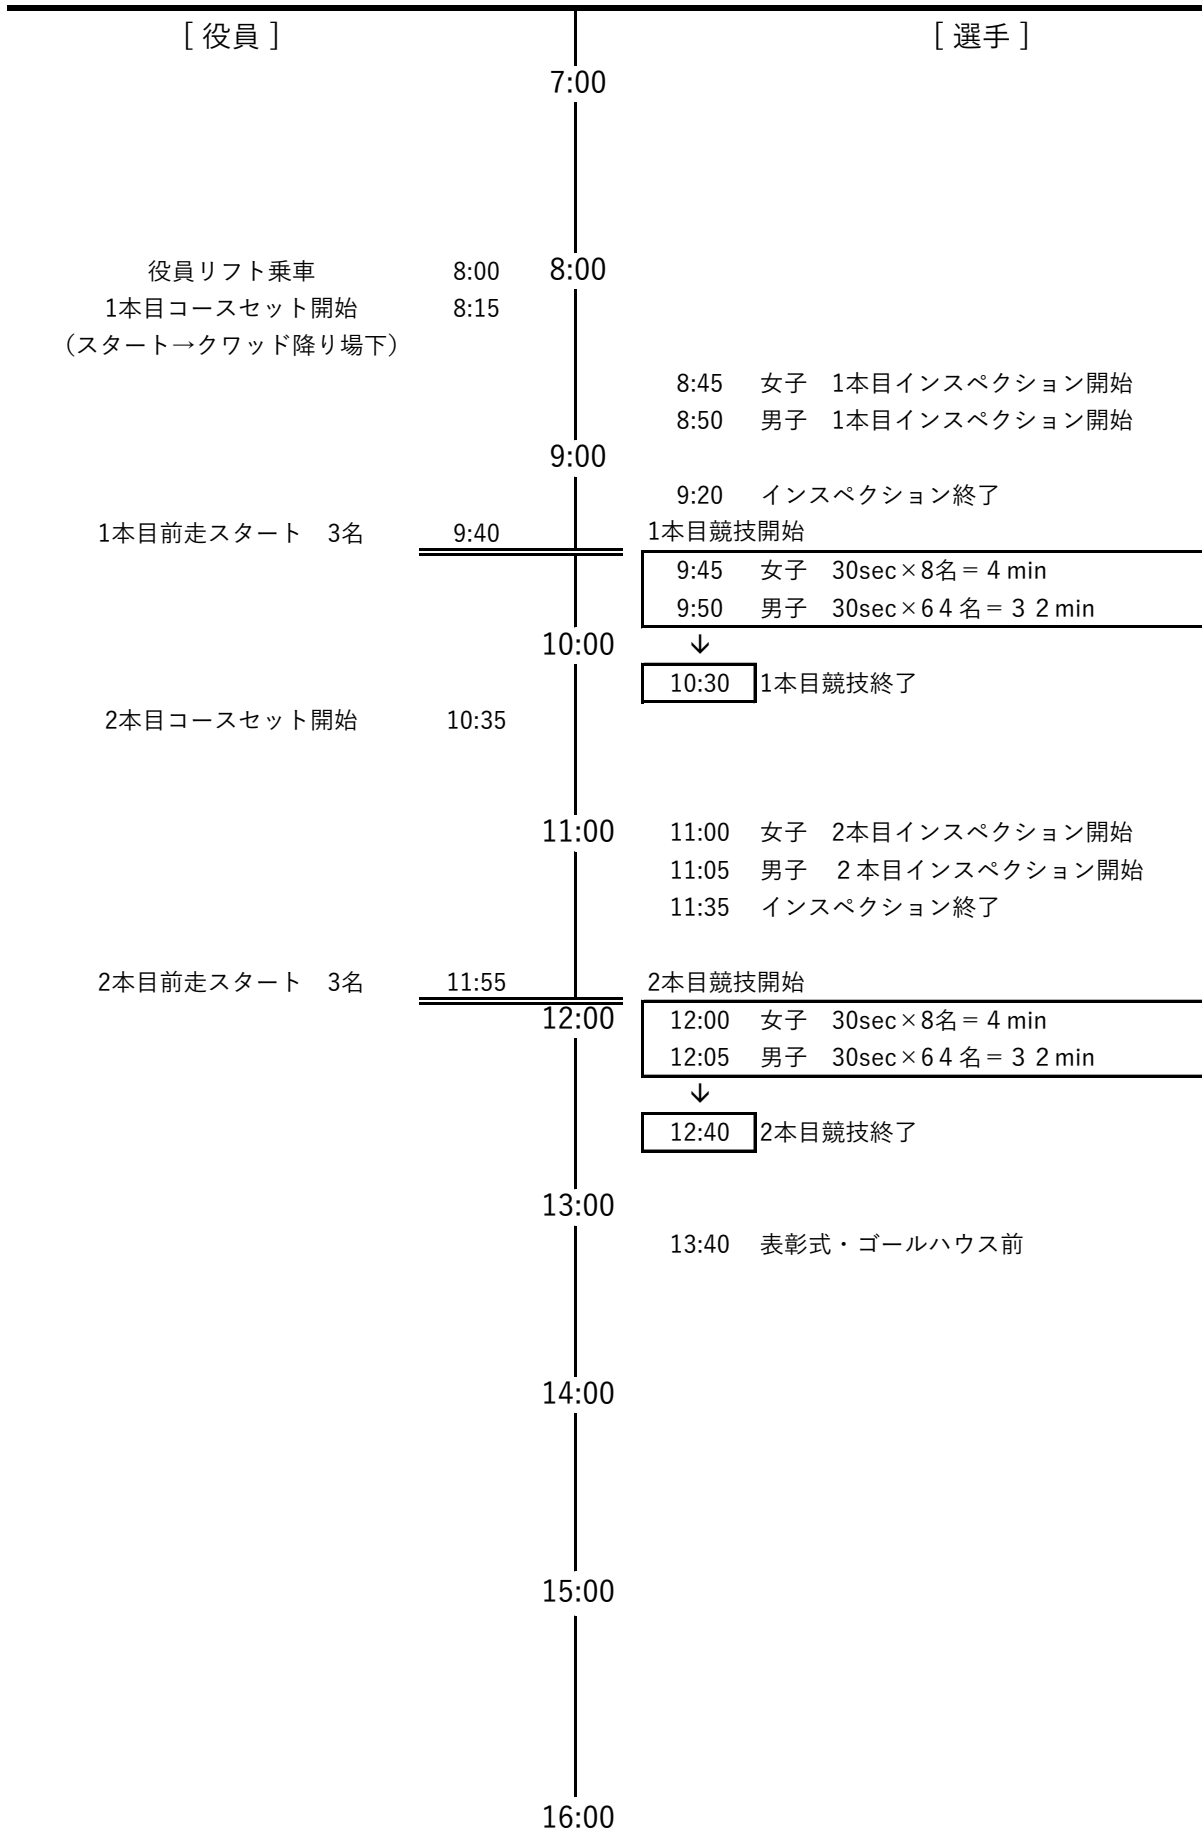 [ 役員 ] [ 選手 ]
7:00
役員リフト乗車 8:00 8:00
1本目コースセット開始 8:15
（スタート→クワッド降り場下）
8:45 女子 1本目インスペクション開始
8:50 男子 1本目インスペクション開始
9:00
9:20 インスペクション終了
1本目前走スタート 3名 9:40 1本目競技開始
9:45 女子 30sec×8名＝４min
9:50 男子 30sec×6４名＝３２min
10:00 ↓
10:30 1本目競技終了
2本目コースセット開始 10:35
11:00 11:00 女子 2本目インスペクション開始
11:05 男子 ２本目インスペクション開始
11:35 インスペクション終了
2本目前走スタート 3名 11:55 2本目競技開始
12:00 12:00 女子 30sec×8名＝４min
12:05 男子 30sec×6４名＝３２min
↓
12:40 2本目競技終了
13:00
13:40 表彰式・ゴールハウス前
14:00
15:00
16:00